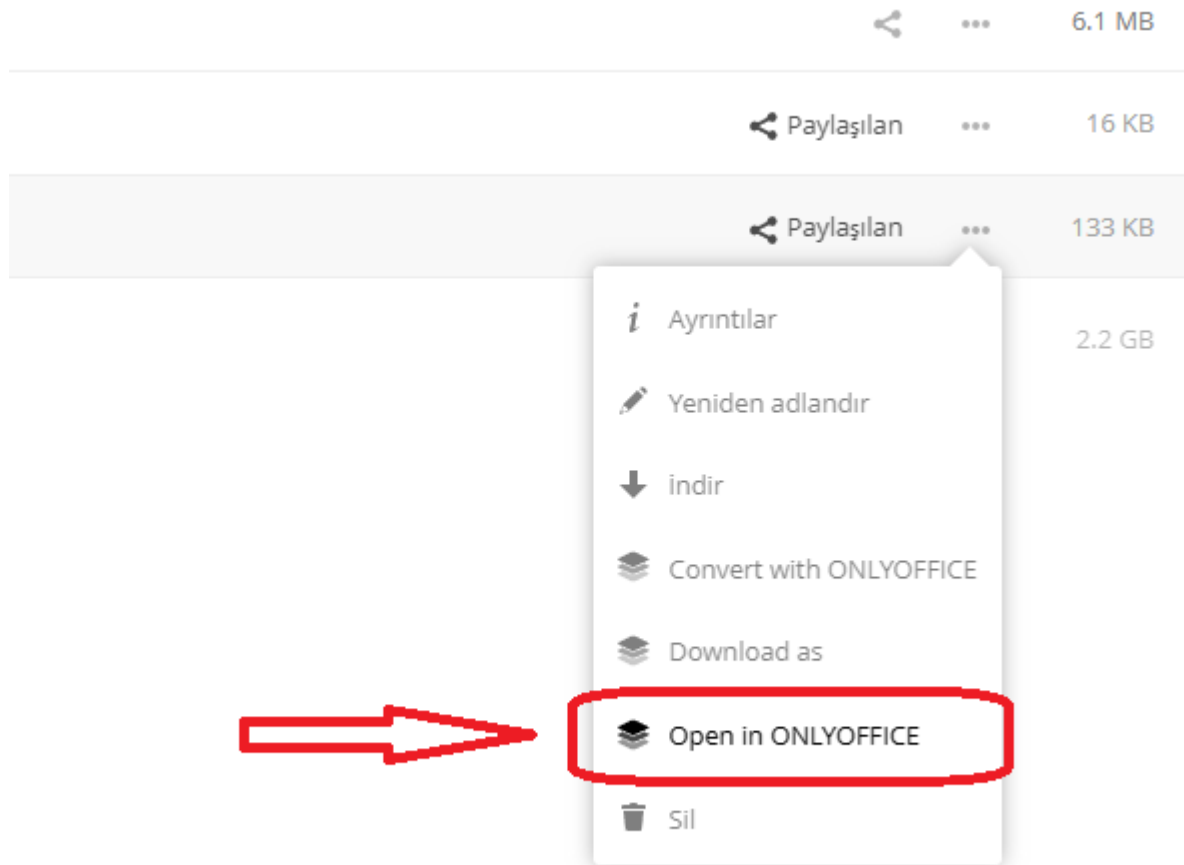 6.1 MB
Paylaşılan 16 KB
Paylaşılan 133 KB
Ayrıntılar
2.2 GB
Yeniden adlandır
İndir
Convert with ONLYOFFICE
Download as
Open in ONLYOFFICE
Sil